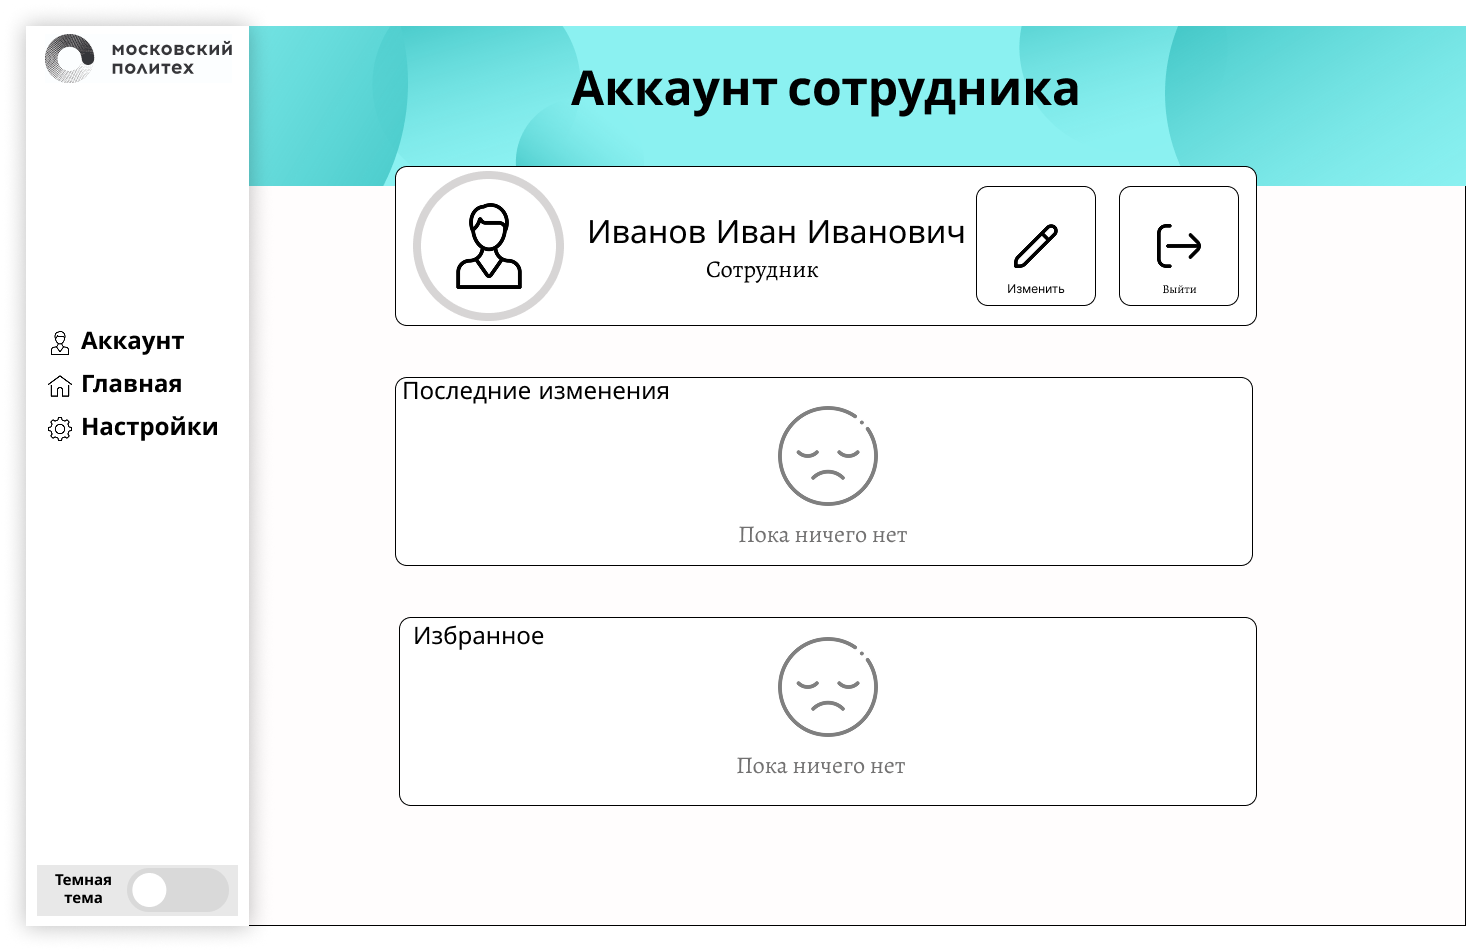 московский
политех
Аккаунт сотрудника
Иванов Иван Иванович
Сотрудник
Изменить
Выйти
Аккаунт
Главная
Настройки
Последние изменения
Пока ничего нет
Избранное
Пока ничего нет
Темная
тема